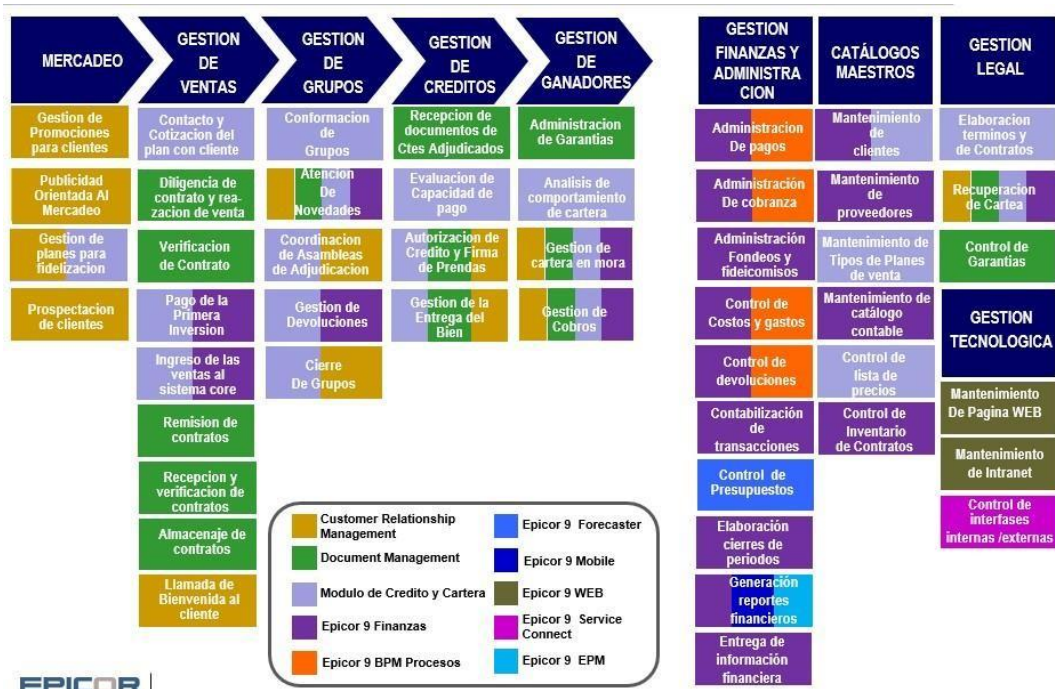 MERCADEO
GESTION
DE
VENTAS
GESTION
DE
GRUPOS
GESTION
DE
CREDITOS
GESTION
DE
GANADORES
GESTION
FINANZAS Y
ADMINISTRA
CION
CATÁLOGOS
MAESTROS
GESTION
LEGAL
Gestion de
Promociones
para clientes
Publicidad
Orientada Al
Mercadeo
Gestion de
planes para
fidelizacion
Prospectacion
de clientes
Contacto y
Cotizacion del
plan con cliente
Diligencia de
contrato y rea-
zacion de venta
Verificacion
de Contrato
Pago de la
Primera
Inversion
Ingreso de las
ventas al
sistema core
Remision de
contratos
Recepcion y
verificacion de
contratos
Almacenaje de
contratos
Llamada de
Bienvenida al
cliente
Conformacion
de
Grupos
Atencion
De
Novedades
Coordinacion
de Asambleas
de Adjudicacion
Gestion de
Devoluciones
Cierre
De Grupos
Recepcion de
documentos de
Ctes Adjudicados
Evaluacion de
Capacidad de
pago
Autorizacion de
Credito y Firma
de Prendas
Gestion de la
Entrega del
Bien
Administracion
de Garantias
Analisis de
comportamiento
de cartera
Gestion de
cartera en mora
Gestion de
Cobros
Administracion
De pagos
Administración
De cobranza
Administración
Fondeos y
fideicomisos
Control de
Costos y gastos
Control de
devoluciones
Contabilización
de
transacciones
Control de
Presupuestos
Elaboración
cierres de
periodos
Generación
reportes
financieros
Entrega de
información
financiera
Mantenimiento
de
clientes
Mantenimiento
de
proveedores
Mantenimiento de
Tipos de Planes
de venta
Mantenimiento de
catálogo
contable
Control de
lista de
precios
Control de
Inventario
de Contratos
Elaboracion
terminos y
de Contratos
Recuperacion
de Cartea
Control de
Garantias
GESTION
TECNOLOGICA
Mantenimiento
De Pagina WEB
Mantenimiento
de Intranet
Control de
interfases
internas /externas
Customer Relationship
Management
Document Management
Modulo de Credito y Cartera
Epicor 9 Finanzas
Epicor 9 BPM Procesos
Epicor 9 Forecaster
Epicor 9 Mobile
Epicor 9 WEB
Epicor 9 Service
Connect
Epicor 9 EPM
EPICOR